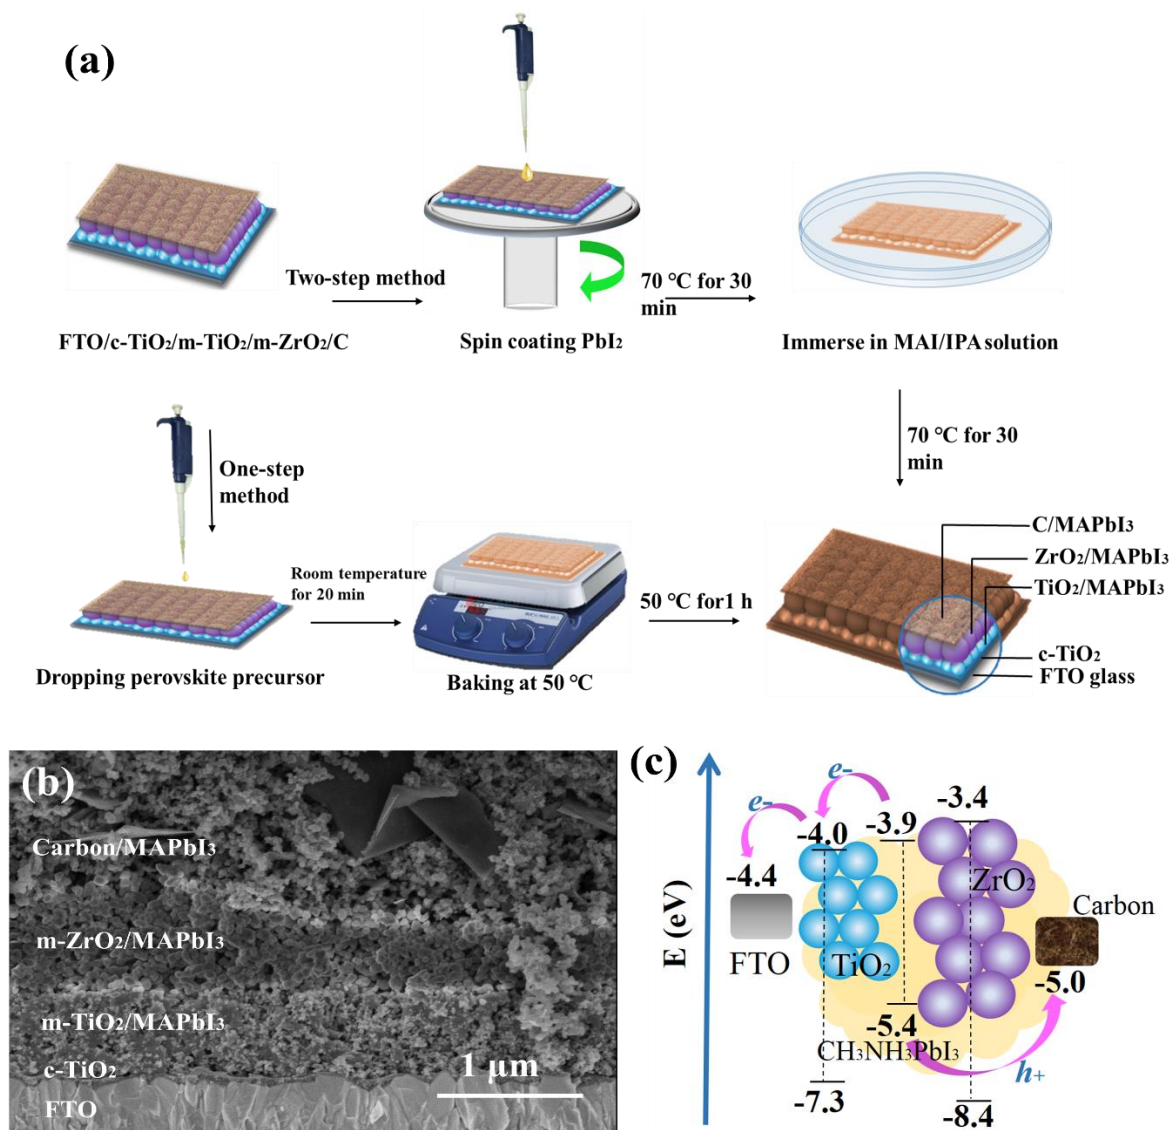 (a)
Two-step method
70 °C for 30
min
FTO/c-TiO₂/m-TiO₂/m-ZrO₂/C
Spin coating PbI₂
Immerse in MAI/IPA solution
One-step
method
70 °C for 30
min
C/MAPbI₃
ZrO₂/MAPbI₃
TiO₂/MAPbI₃
c-TiO₂
FTO glass
Room temperature
for 20 min
50 °C for1 h
Dropping perovskite precursor
Baking at 50 °C
(b)
Carbon/MAPbI₃
m-ZrO₂/MAPbI₃
m-TiO₂/MAPbI₃
c-TiO₂
FTO
1 μm
(c)
E (eV)
e-
e-
-4.4
-4.0
-3.9
-3.4
FTO
TiO₂
ZrO₂
Carbon
-5.0
-5.4
CH₃NH₃PbI₃
h+
-7.3
-8.4